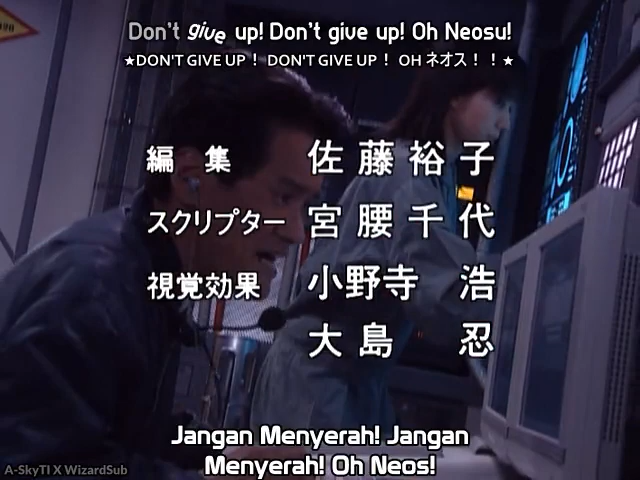 Don't give up! Don't give up! Oh Neosu!
★DON'T GIVE UP！ DON'T GIVE UP！ OH ネオス！！★
編集 佐藤裕子
スクリプター 宮腰千代
視覚効果 小野寺 浩
大島 忍
Jangan Menyerah! Jangan
Menyerah! Oh Neos!
A-SkyTI X WizardSub